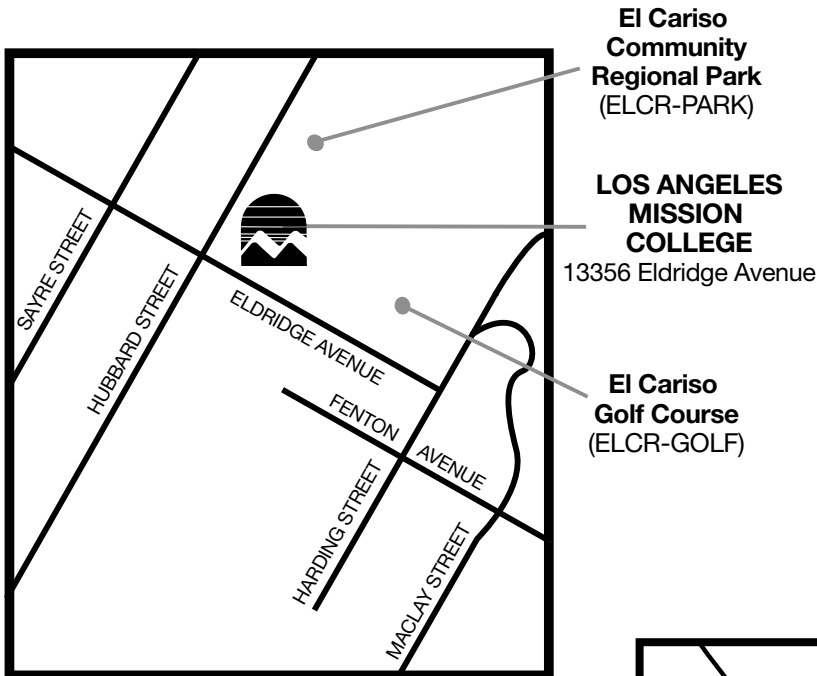 El Cariso
Community
Regional Park
(ELCR-PARK)
LOS ANGELES
MISSION
COLLEGE
13356 Eldridge Avenue
SAYRE STREET
HUBBARD STREET
ELDRIDGE AVENUE
FENTON AVENUE
El Cariso
Golf Course
(ELCR-GOLF)
HARDING STREET
MACLAY STREET